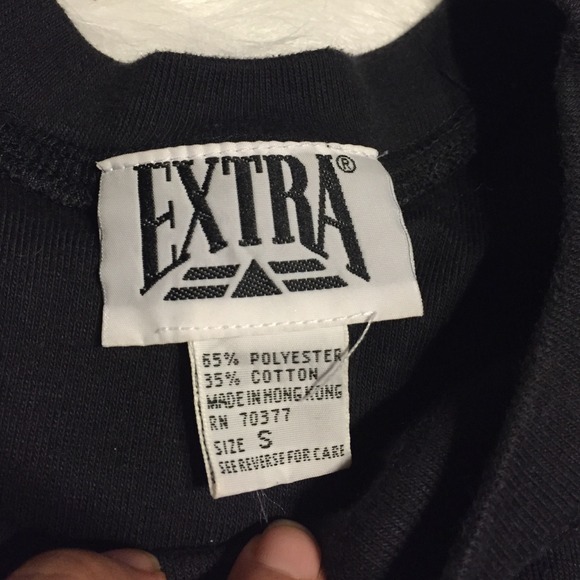 EXTRA®
65% POLYESTER
35% COTTON
MADE IN HONG KONG
RN 70377
SIZE S
SEE REVERSE FOR CARE